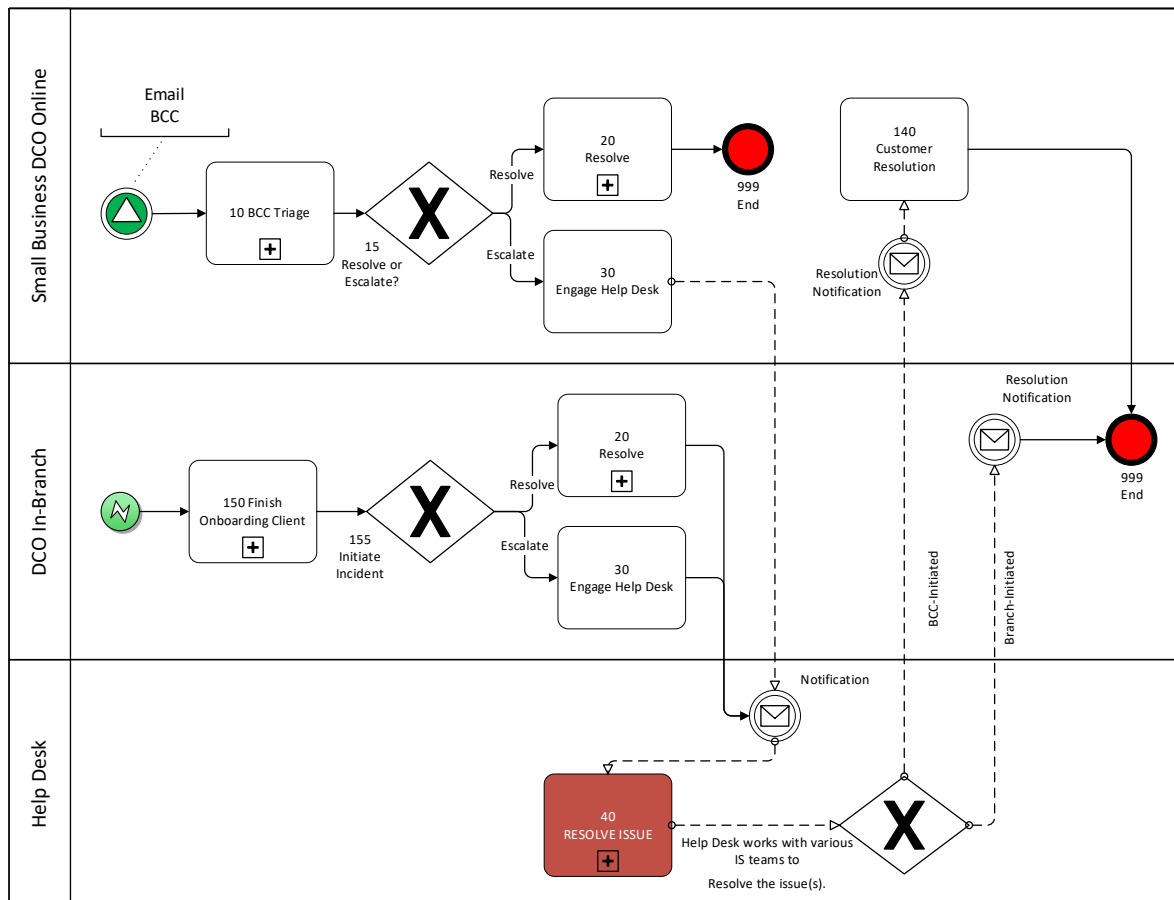 Small Business DCO Online
Email
BCC
10 BCC Triage
15
Resolve or
Escalate?
Resolve
Escalate
20
Resolve
30
Engage Help Desk
999
End
140
Customer
Resolution
Resolution
Notification
DCO In-Branch
150 Finish
Onboarding Client
155
Initiate
Incident
Resolve
Escalate
20
Resolve
30
Engage Help Desk
Resolution
Notification
999
End
BCC-Initiated
Branch-Initiated
Help Desk
Notification
40
RESOLVE ISSUE
Help Desk works with various
IS teams to
Resolve the issue(s).